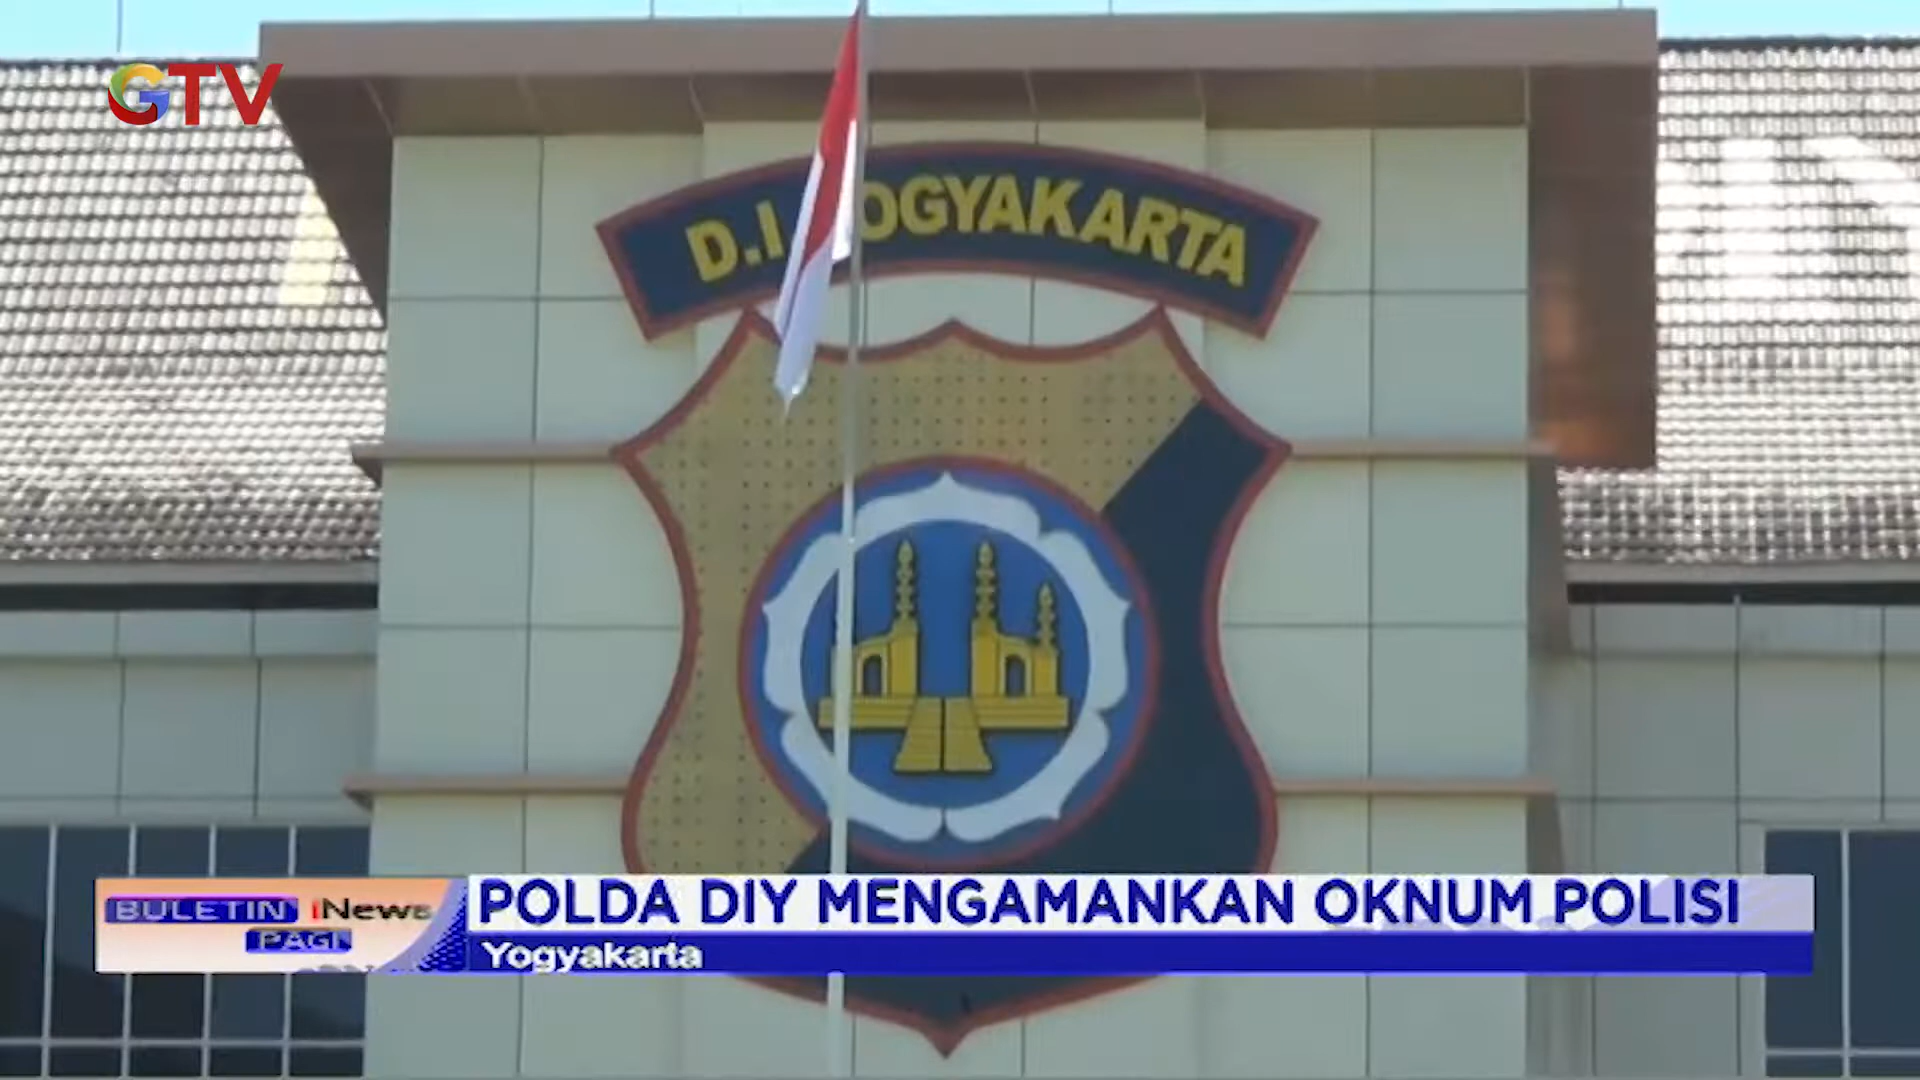 GTV
D.I YOGYAKARTA
BULETIN iNews
PAGI
POLDA DIY MENGAMANKAN OKNUM POLISI
Yogyakarta